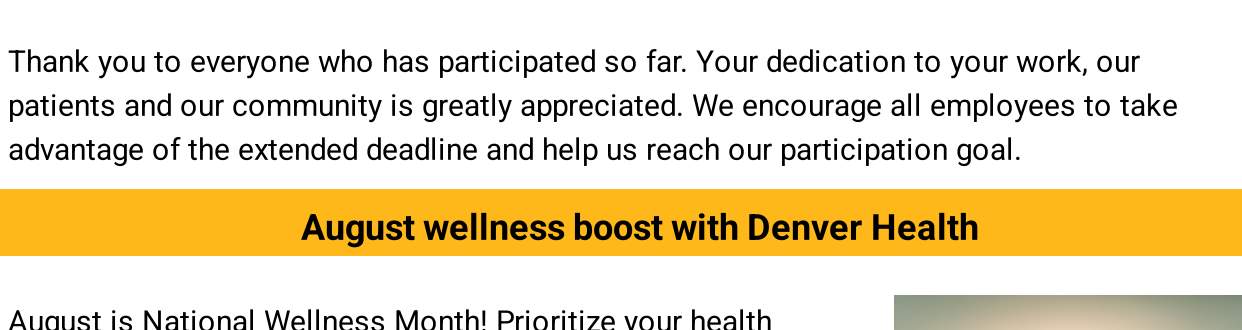 Thank you to everyone who has participated so far. Your dedication to your work, our
patients and our community is greatly appreciated. We encourage all employees to take
advantage of the extended deadline and help us reach our participation goal.
August wellness boost with Denver Health
August is National Wellness Month! Prioritize your health